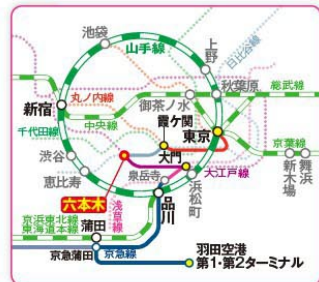 池袋
山手線
上野
日比谷線
丸ノ内線
秋葉原
新宿
御茶ノ水
総武線
中央線
霞ケ関
千代田線
東京
京葉線
大門
渋谷
泉岳寺
大江戸線
舞浜
新木場
恵比寿
浜松町
六本木
浅草線
品川
京浜東北線
東海道本線
蒲田
京急蒲田
京急線
羽田空港
第1・第2ターミナル